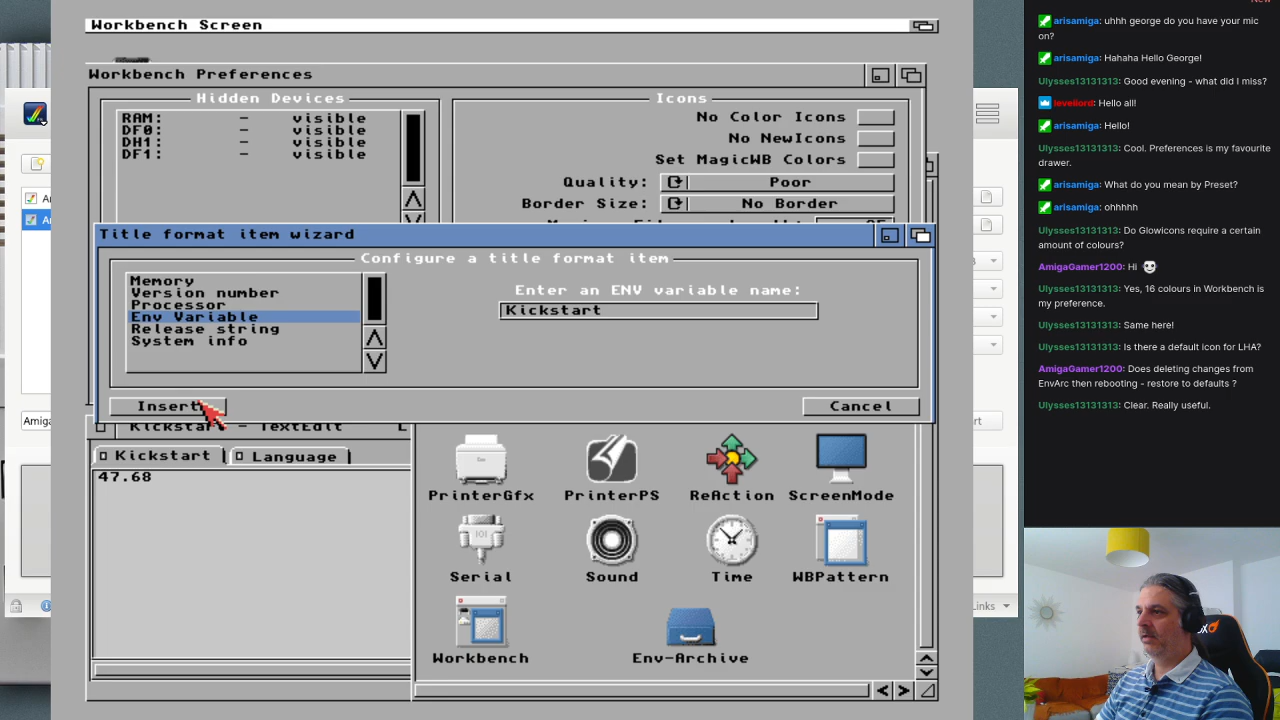 Workbench Screen
Workbench Preferences
Hidden Devices
RAM: - visible
DF0: - visible
DH1: - visible
DF1: - visible
Icons
No Color Icons
No NewIcons
Set MagicWB Colors
Quality: Poor
Border Size: No Border
Title format item wizard
Configure a title format item
Memory
Version number
Processor
Env Variable
Release string
System info
Enter an ENV variable name:
Kickstart
Insert
Cancel
Kickstart - TextEdit
Kickstart
Language
47.68
PrinterGfx
PrinterPS
ReAction
ScreenMode
Serial
Sound
Time
WBPattern
Workbench
Env-Archive
Amiga
Links
arisamiga: uhhh george do you have your mic
on?
arisamiga: Hahaha Hello George!
Ulysses13131313: Good evening - what did I miss?
levellord: Hello all!
arisamiga: Hello!
Ulysses13131313: Cool. Preferences is my favourite
drawer.
arisamiga: What do you mean by Preset?
arisamiga: ohhhhh
Ulysses13131313: Do Glowicons require a certain
amount of colours?
AmigaGamer1200: Hi
Ulysses13131313: Yes, 16 colours in Workbench is
my preference.
Ulysses13131313: Same here!
Ulysses13131313: Is there a default icon for LHA?
AmigaGamer1200: Does deleting changes from
EnvArc then rebooting - restore to defaults ?
Ulysses13131313: Clear. Really useful.